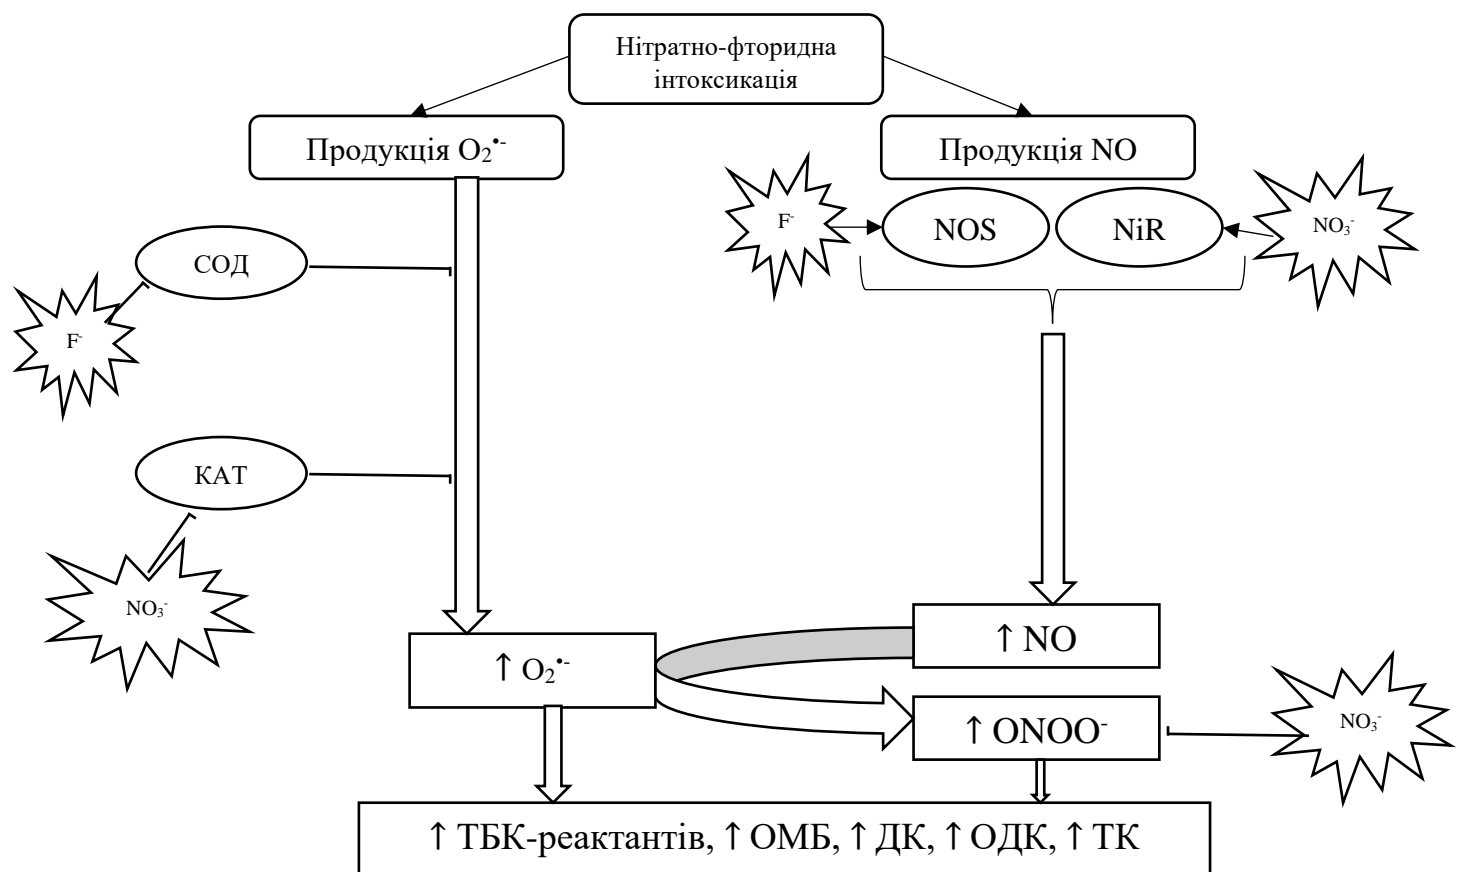 Нітратно-фторидна
інтоксикація
Продукція O₂•-
Продукція NO
F-
NOS
NiR
NO₃-
СОД
F-
КАТ
NO₃-
↑ O₂•-
↑ NO
↑ ONOO-
NO₃-
↑ ТБК-реактантів, ↑ ОМБ, ↑ ДК, ↑ ОДК, ↑ ТК